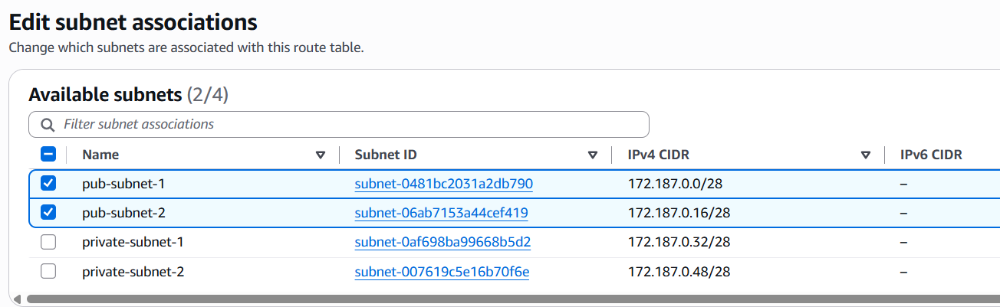 Edit subnet associations
Change which subnets are associated with this route table.
Available subnets (2/4)
Filter subnet associations
Name Subnet ID IPv4 CIDR IPv6 CIDR
pub-subnet-1 subnet-0481bc2031a2db790 172.187.0.0/28 –
pub-subnet-2 subnet-06ab7153a44cef419 172.187.0.16/28 –
private-subnet-1 subnet-0af698ba99668b5d2 172.187.0.32/28 –
private-subnet-2 subnet-007619c5e16b70f6e 172.187.0.48/28 –